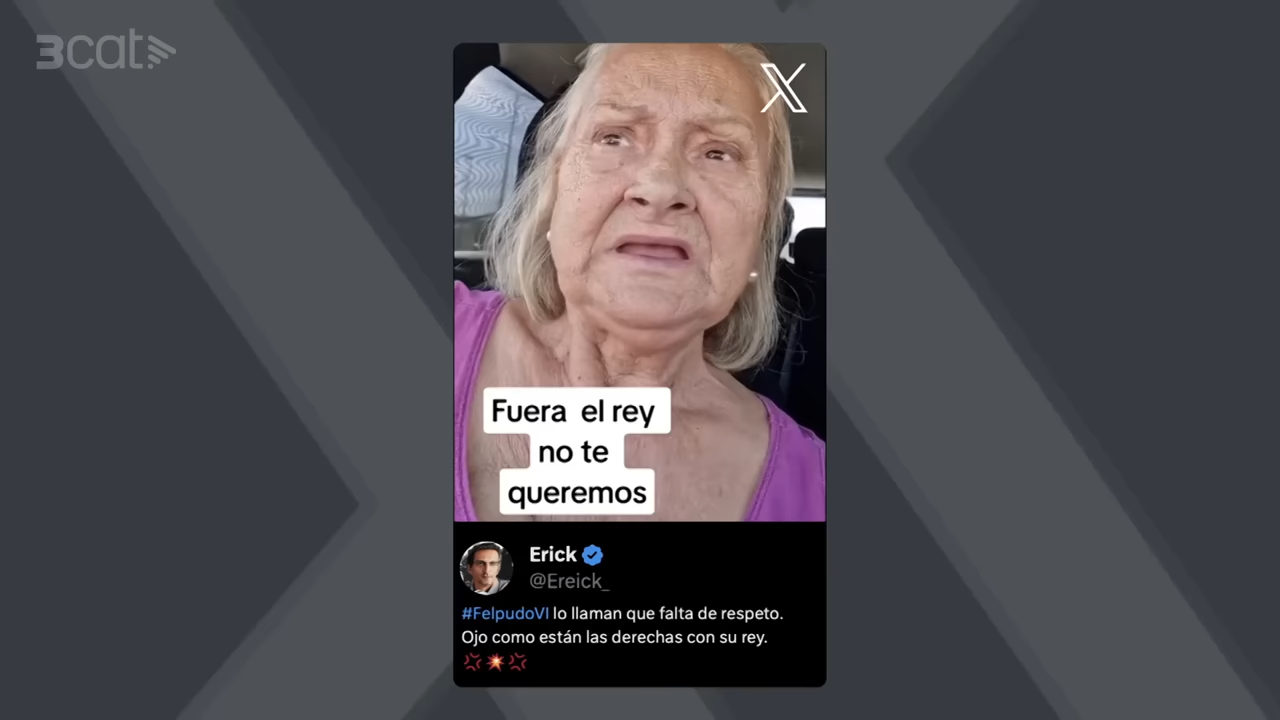 3cat
X
Fuera el rey
no te
queremos
Erick
@Ereick_
#FelpudoVI lo llaman que falta de respeto.
Ojo como están las derechas con su rey.
💢💥💢